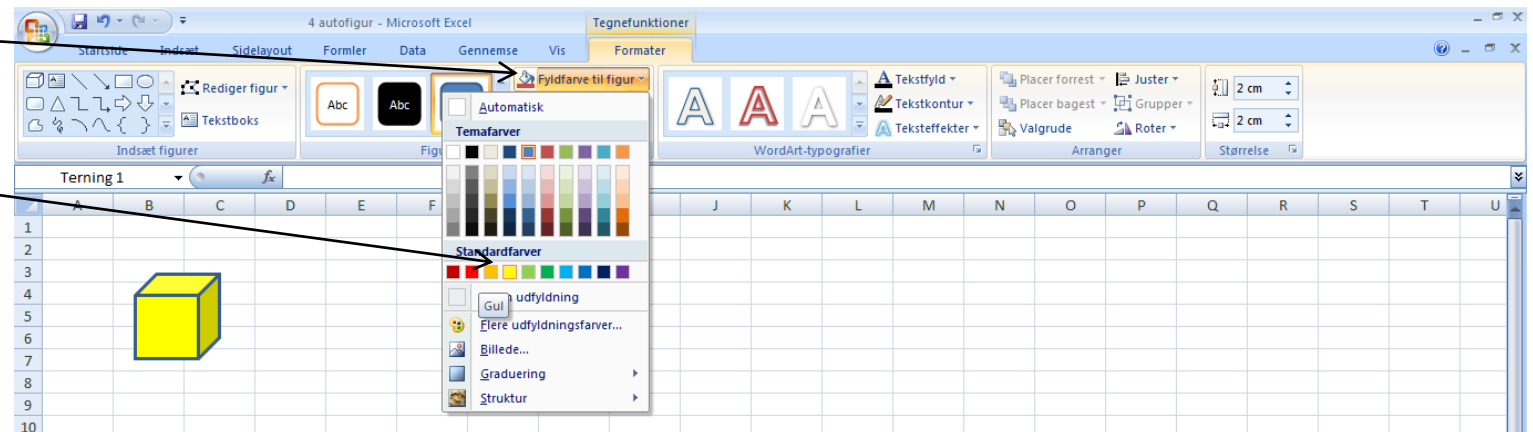 4 autofigur - Microsoft Excel
Tegnefunktioner
Startside Indsæt Sidelayout Formler Data Gennemse Vis Formater
Rediger figur
Tekstboks
Indsæt figurer
Abc Abc
Fyldfarve til figur
Automatisk
Temafarver
Standardfarver
udfyldning
Gul
Flere udfyldningsfarver...
Billede...
Graduering
Struktur
Figu
A A A
Tekstfyld
Tekstkontur
Teksteffekter
WordArt-typografier
Placer forrest Juster
Placer bagest Grupper
Valgrude Roter
Arranger
2 cm
2 cm
Størrelse
Terning 1 fx
A B C D E F J K L M N O P Q R S T U
1
2
3
4
5
6
7
8
9
10